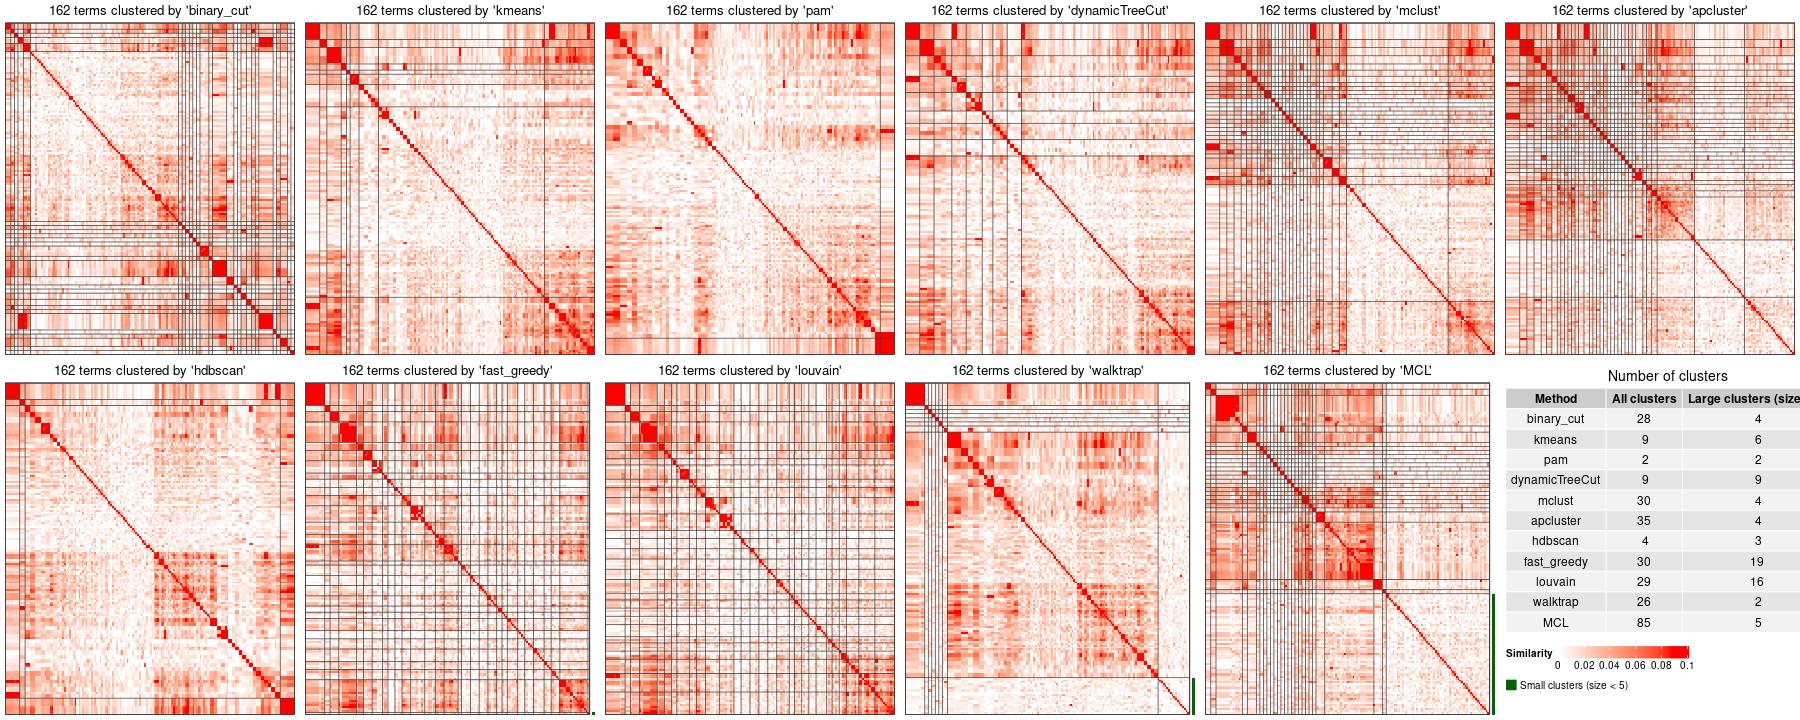 162 terms clustered by 'binary_cut'
162 terms clustered by 'kmeans'
162 terms clustered by 'pam'
162 terms clustered by 'dynamicTreeCut'
162 terms clustered by 'mclust'
162 terms clustered by 'apcluster'
162 terms clustered by 'hdbscan'
162 terms clustered by 'fast_greedy'
162 terms clustered by 'louvain'
162 terms clustered by 'walktrap'
162 terms clustered by 'MCL'
Number of clusters
Method All clusters Large clusters (size
binary_cut 28 4
kmeans 9 6
pam 2 2
dynamicTreeCut 9 9
mclust 30 4
apcluster 35 4
hdbscan 4 3
fast_greedy 30 19
louvain 29 16
walktrap 26 2
MCL 85 5
Similarity
0 0.02 0.04 0.06 0.08 0.1
Small clusters (size < 5)